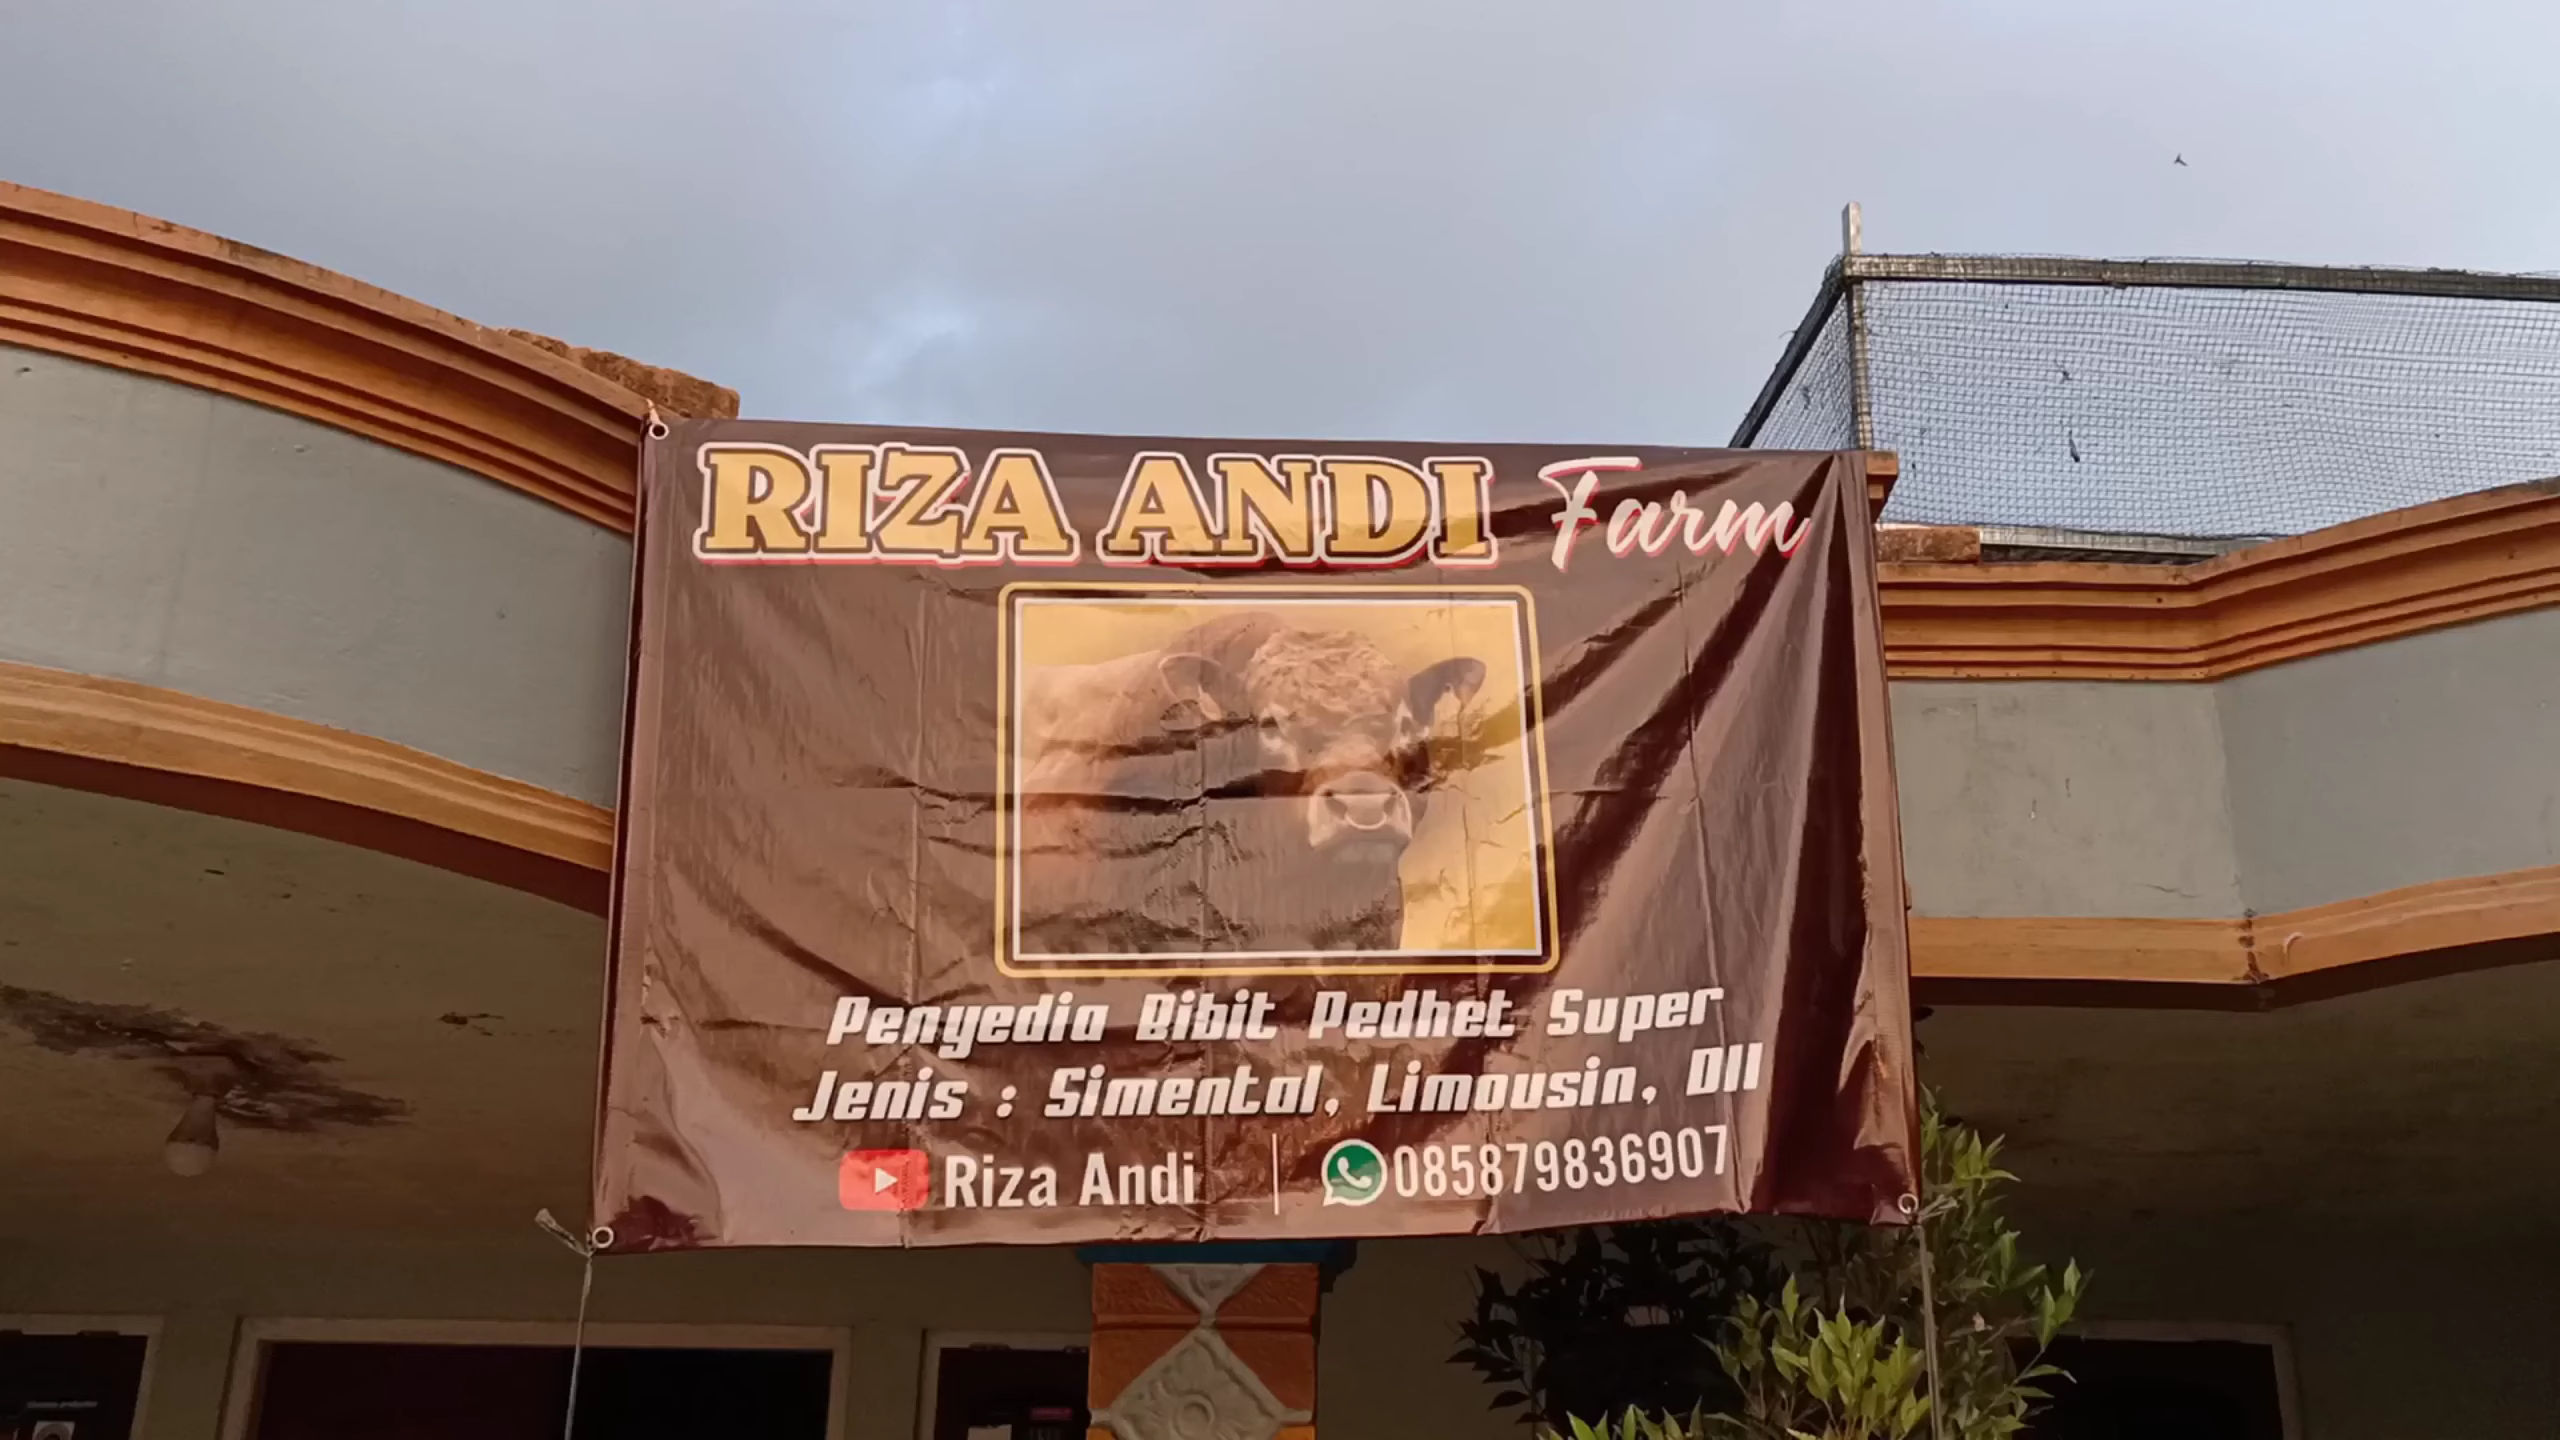 RIZA ANDI Farm
Penyedia Bibit Pedhet Super
Jenis : Simental, Limousin, Dll
Riza Andi | 085879836907